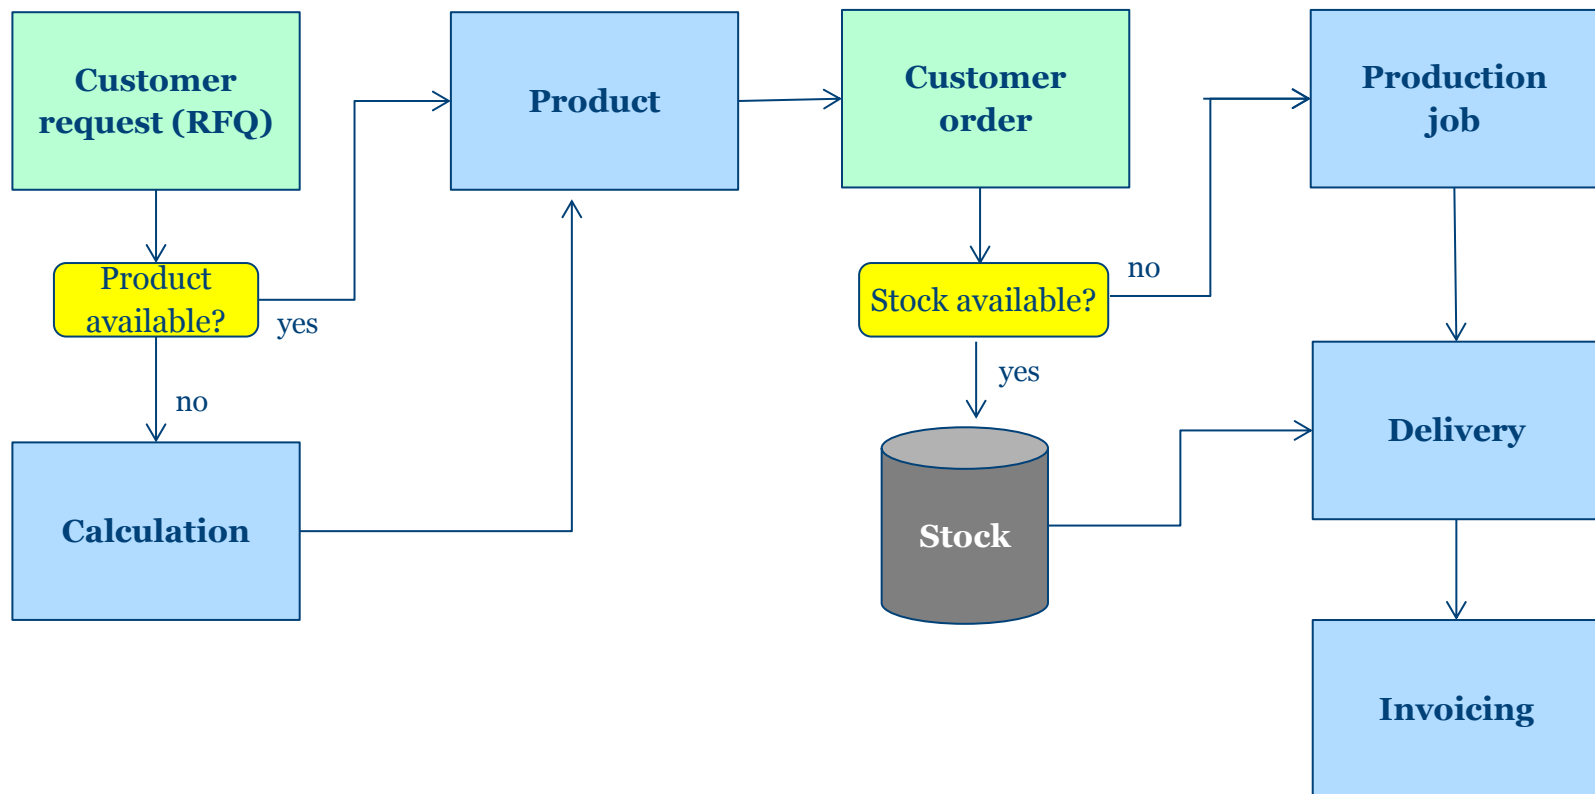 Customer
request (RFQ)
Product
Customer
order
Production
job
Product
available?
yes
no
Stock available?
no
yes
Calculation
Stock
Delivery
Invoicing